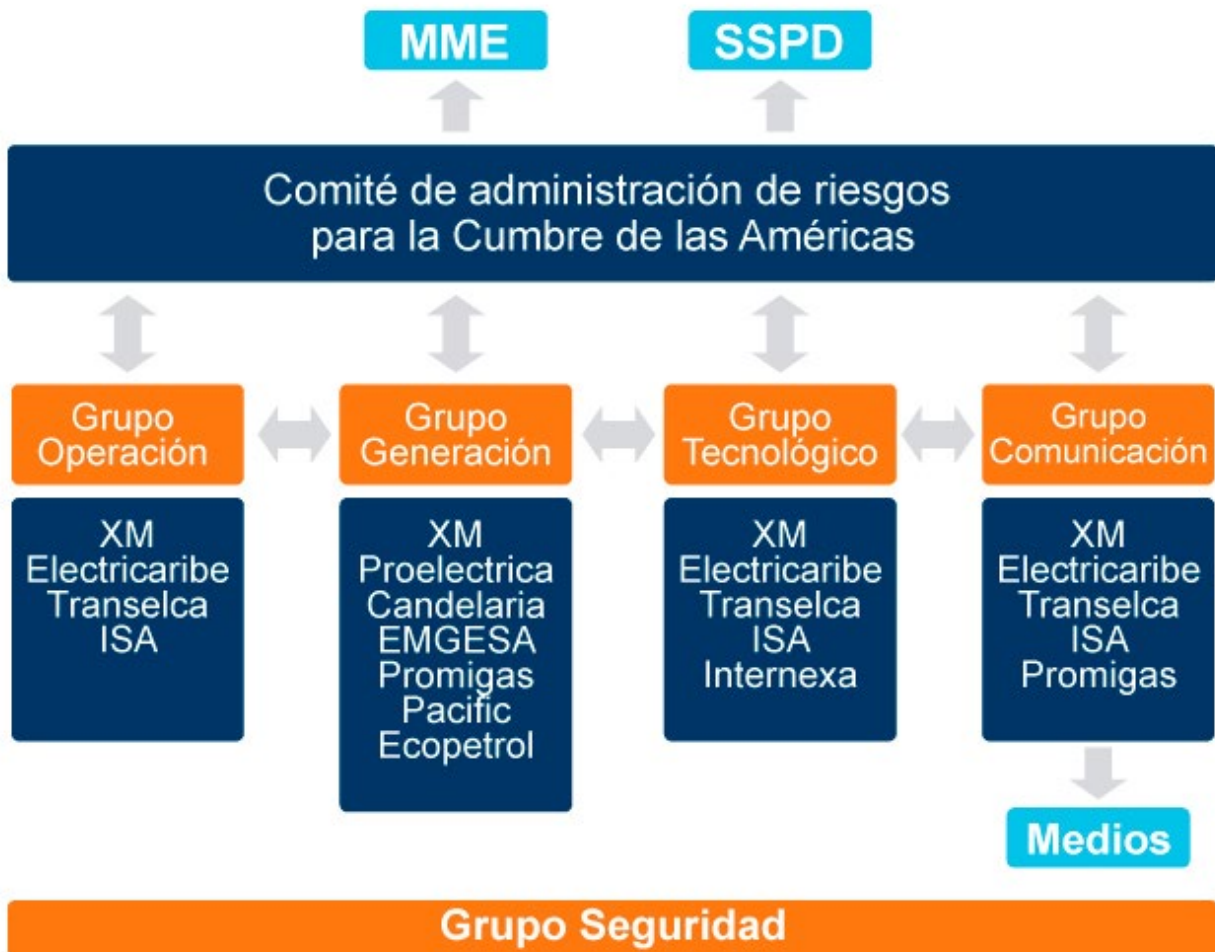 MME
SSPD
Comité de administración de riesgos
para la Cumbre de las Américas
Grupo
Operación
XM
Electricaribe
Transelca
ISA
Grupo
Generación
XM
Proelectrica
Candelaria
EMGESA
Promigas
Pacific
Ecopetrol
Grupo
Tecnológico
XM
Electricaribe
Transelca
ISA
Internexa
Grupo
Comunicación
XM
Electricaribe
Transelca
ISA
Promigas
Medios
Grupo Seguridad